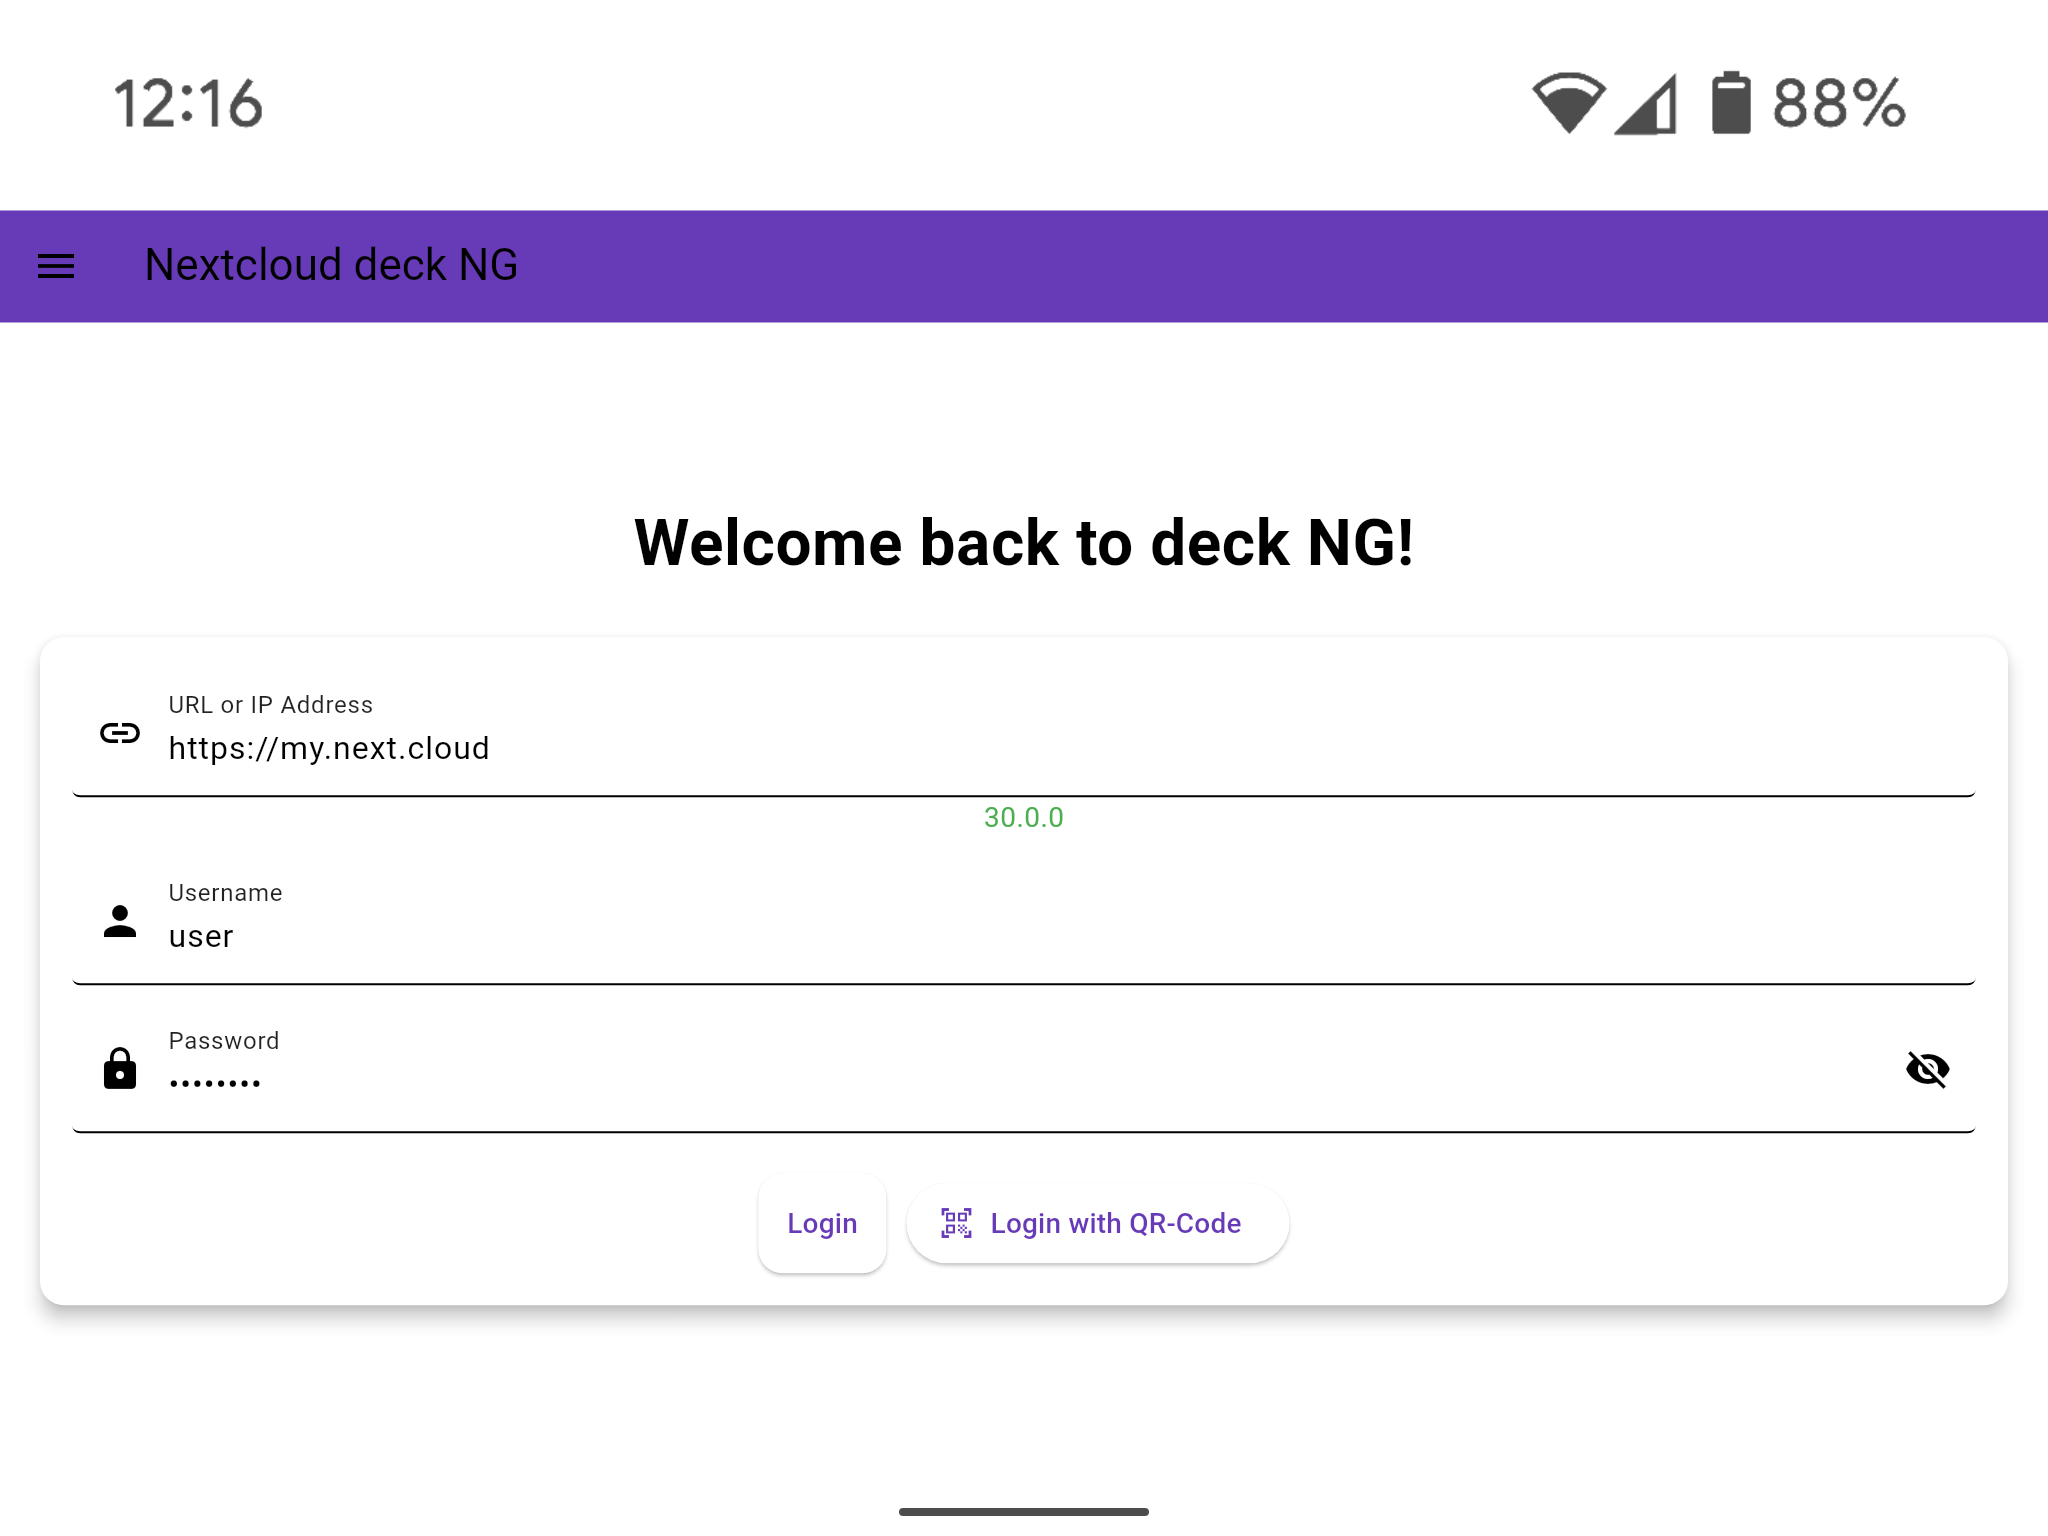 12:16 88%
Nextcloud deck NG
Welcome back to deck NG!
URL or IP Address
https://my.next.cloud
30.0.0
Username
user
Password
••••••••
Login Login with QR-Code